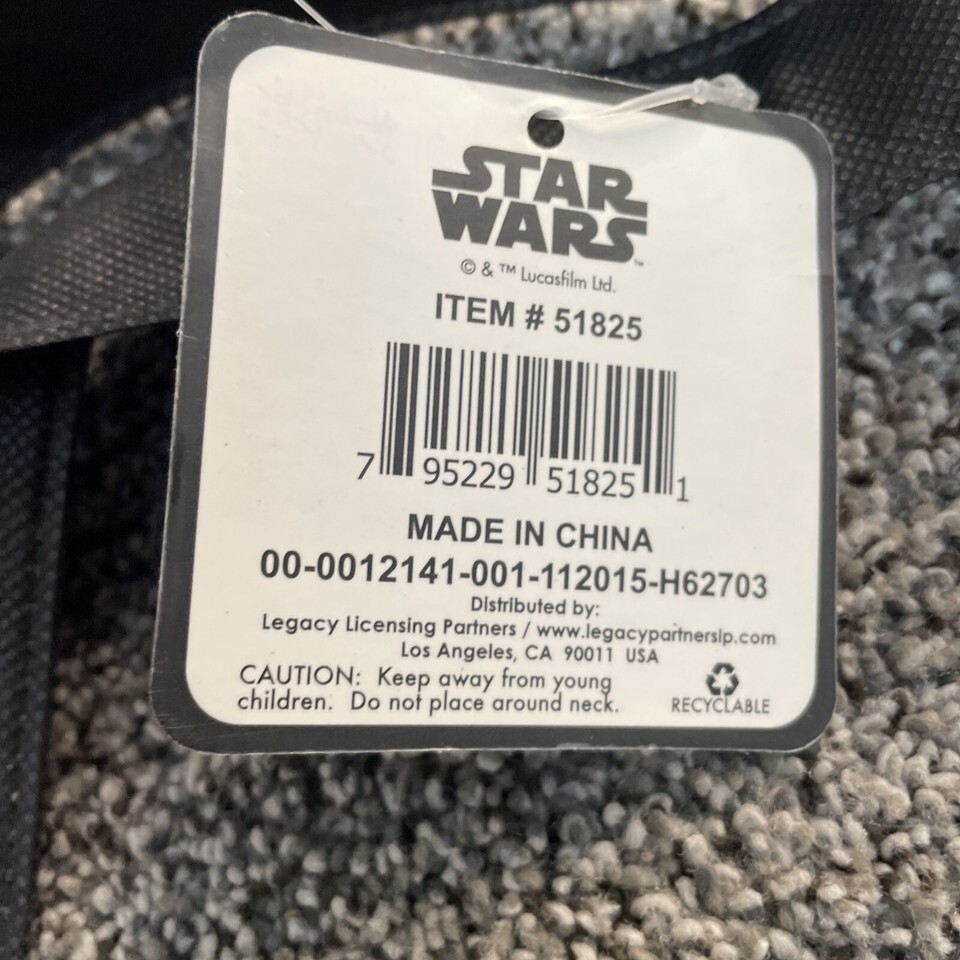 STAR
WARS™
© & ™ Lucasfilm Ltd.
ITEM # 51825
7 95229 51825 1
MADE IN CHINA
00-0012141-001-112015-H62703
Distributed by:
Legacy Licensing Partners / www.legacypartnerslp.com
Los Angeles, CA 90011 USA
CAUTION: Keep away from young
children. Do not place around neck.
RECYCLABLE